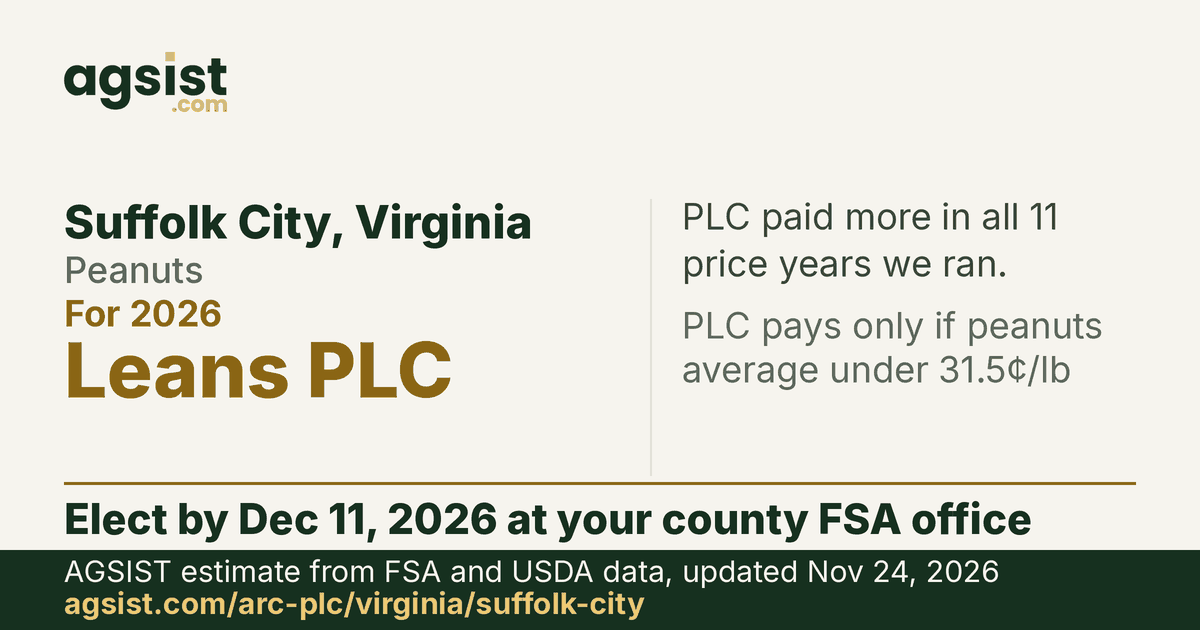 agsist
.com
Suffolk City, Virginia
Peanuts
For 2026
Leans PLC
PLC paid more in all 11
price years we ran.
PLC pays only if peanuts
average under 31.5¢/lb
Elect by Dec 11, 2026 at your county FSA office
AGSIST estimate from FSA and USDA data, updated Nov 24, 2026
agsist.com/arc-plc/virginia/suffolk-city